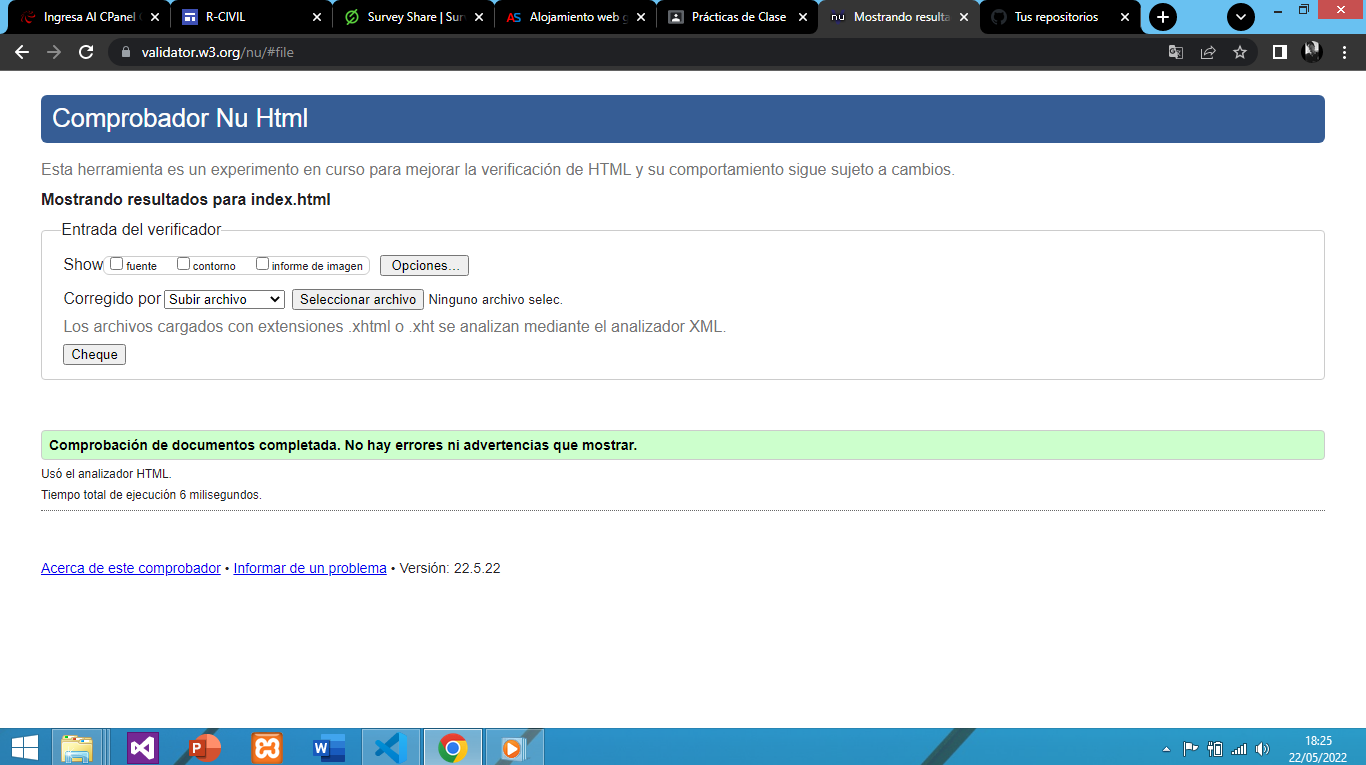 Ingresa Al CPanel
R-CIVIL
Survey Share | Sur
Alojamiento web g
Prácticas de Clase
nu
Mostrando resulta
Tus repositorios
validator.w3.org/nu/#file
Comprobador Nu Html
Esta herramienta es un experimento en curso para mejorar la verificación de HTML y su comportamiento sigue sujeto a cambios.
Mostrando resultados para index.html
Entrada del verificador
Show fuente contorno informe de imagen Opciones...
Corregido por Subir archivo Seleccionar archivo Ninguno archivo selec.
Los archivos cargados con extensiones .xhtml o .xht se analizan mediante el analizador XML.
Cheque
Comprobación de documentos completada. No hay errores ni advertencias que mostrar.
Usó el analizador HTML.
Tiempo total de ejecución 6 milisegundos.
Acerca de este comprobador • Informar de un problema • Versión: 22.5.22
18:25
22/05/2022